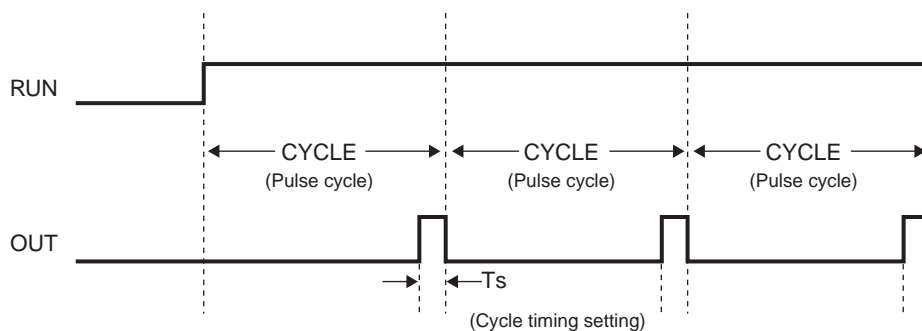 RUN
CYCLE CYCLE CYCLE
(Pulse cycle) (Pulse cycle) (Pulse cycle)
OUT
Ts
(Cycle timing setting)